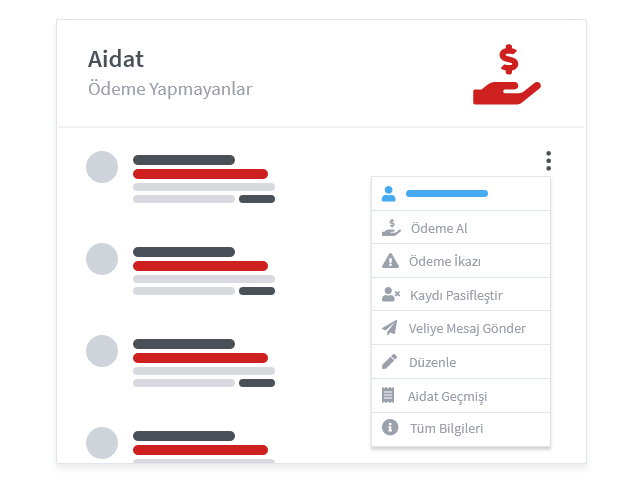 Aidat
Ödeme Yapmayanlar
Ödeme Al
Ödeme İkazı
Kaydı Pasifleştir
Veliye Mesaj Gönder
Düzenle
Aidat Geçmişi
Tüm Bilgileri